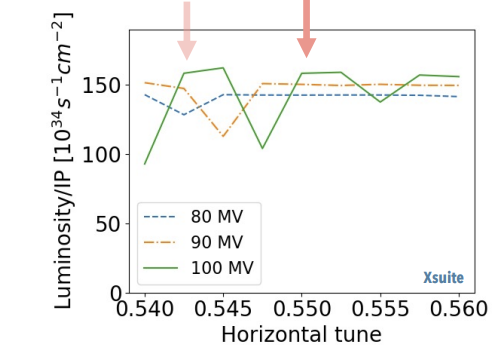 Luminosity/IP [10³⁴s⁻¹cm⁻²]
150
100
50
0
80 MV
90 MV
100 MV
Xsuite
0.540 0.545 0.550 0.555 0.560
Horizontal tune